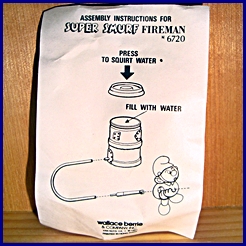 ASSEMBLY INSTRUCTIONS FOR
SUPER SMURF FIREMAN
* 6720
PRESS
TO SQUIRT WATER *
FILL WITH WATER
wallace berrie
& COMPANY, INC.